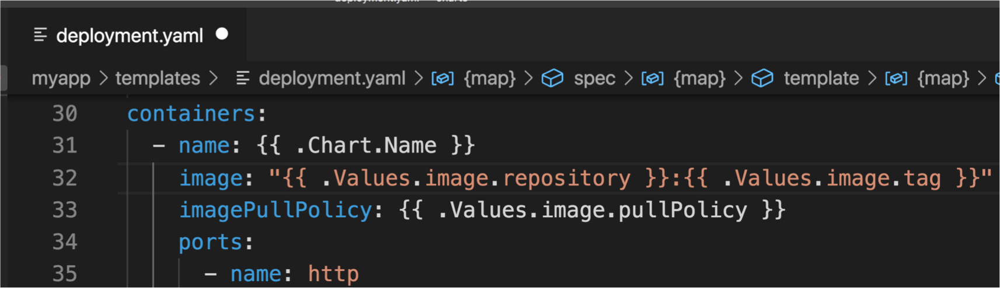 deployment.yaml
myapp > templates > deployment.yaml > {map} > spec > {map} > template > {map} >
30 containers:
31 - name: {{ .Chart.Name }}
32 image: "{{ .Values.image.repository }}:{{ .Values.image.tag }}"
33 imagePullPolicy: {{ .Values.image.pullPolicy }}
34 ports:
35 - name: http